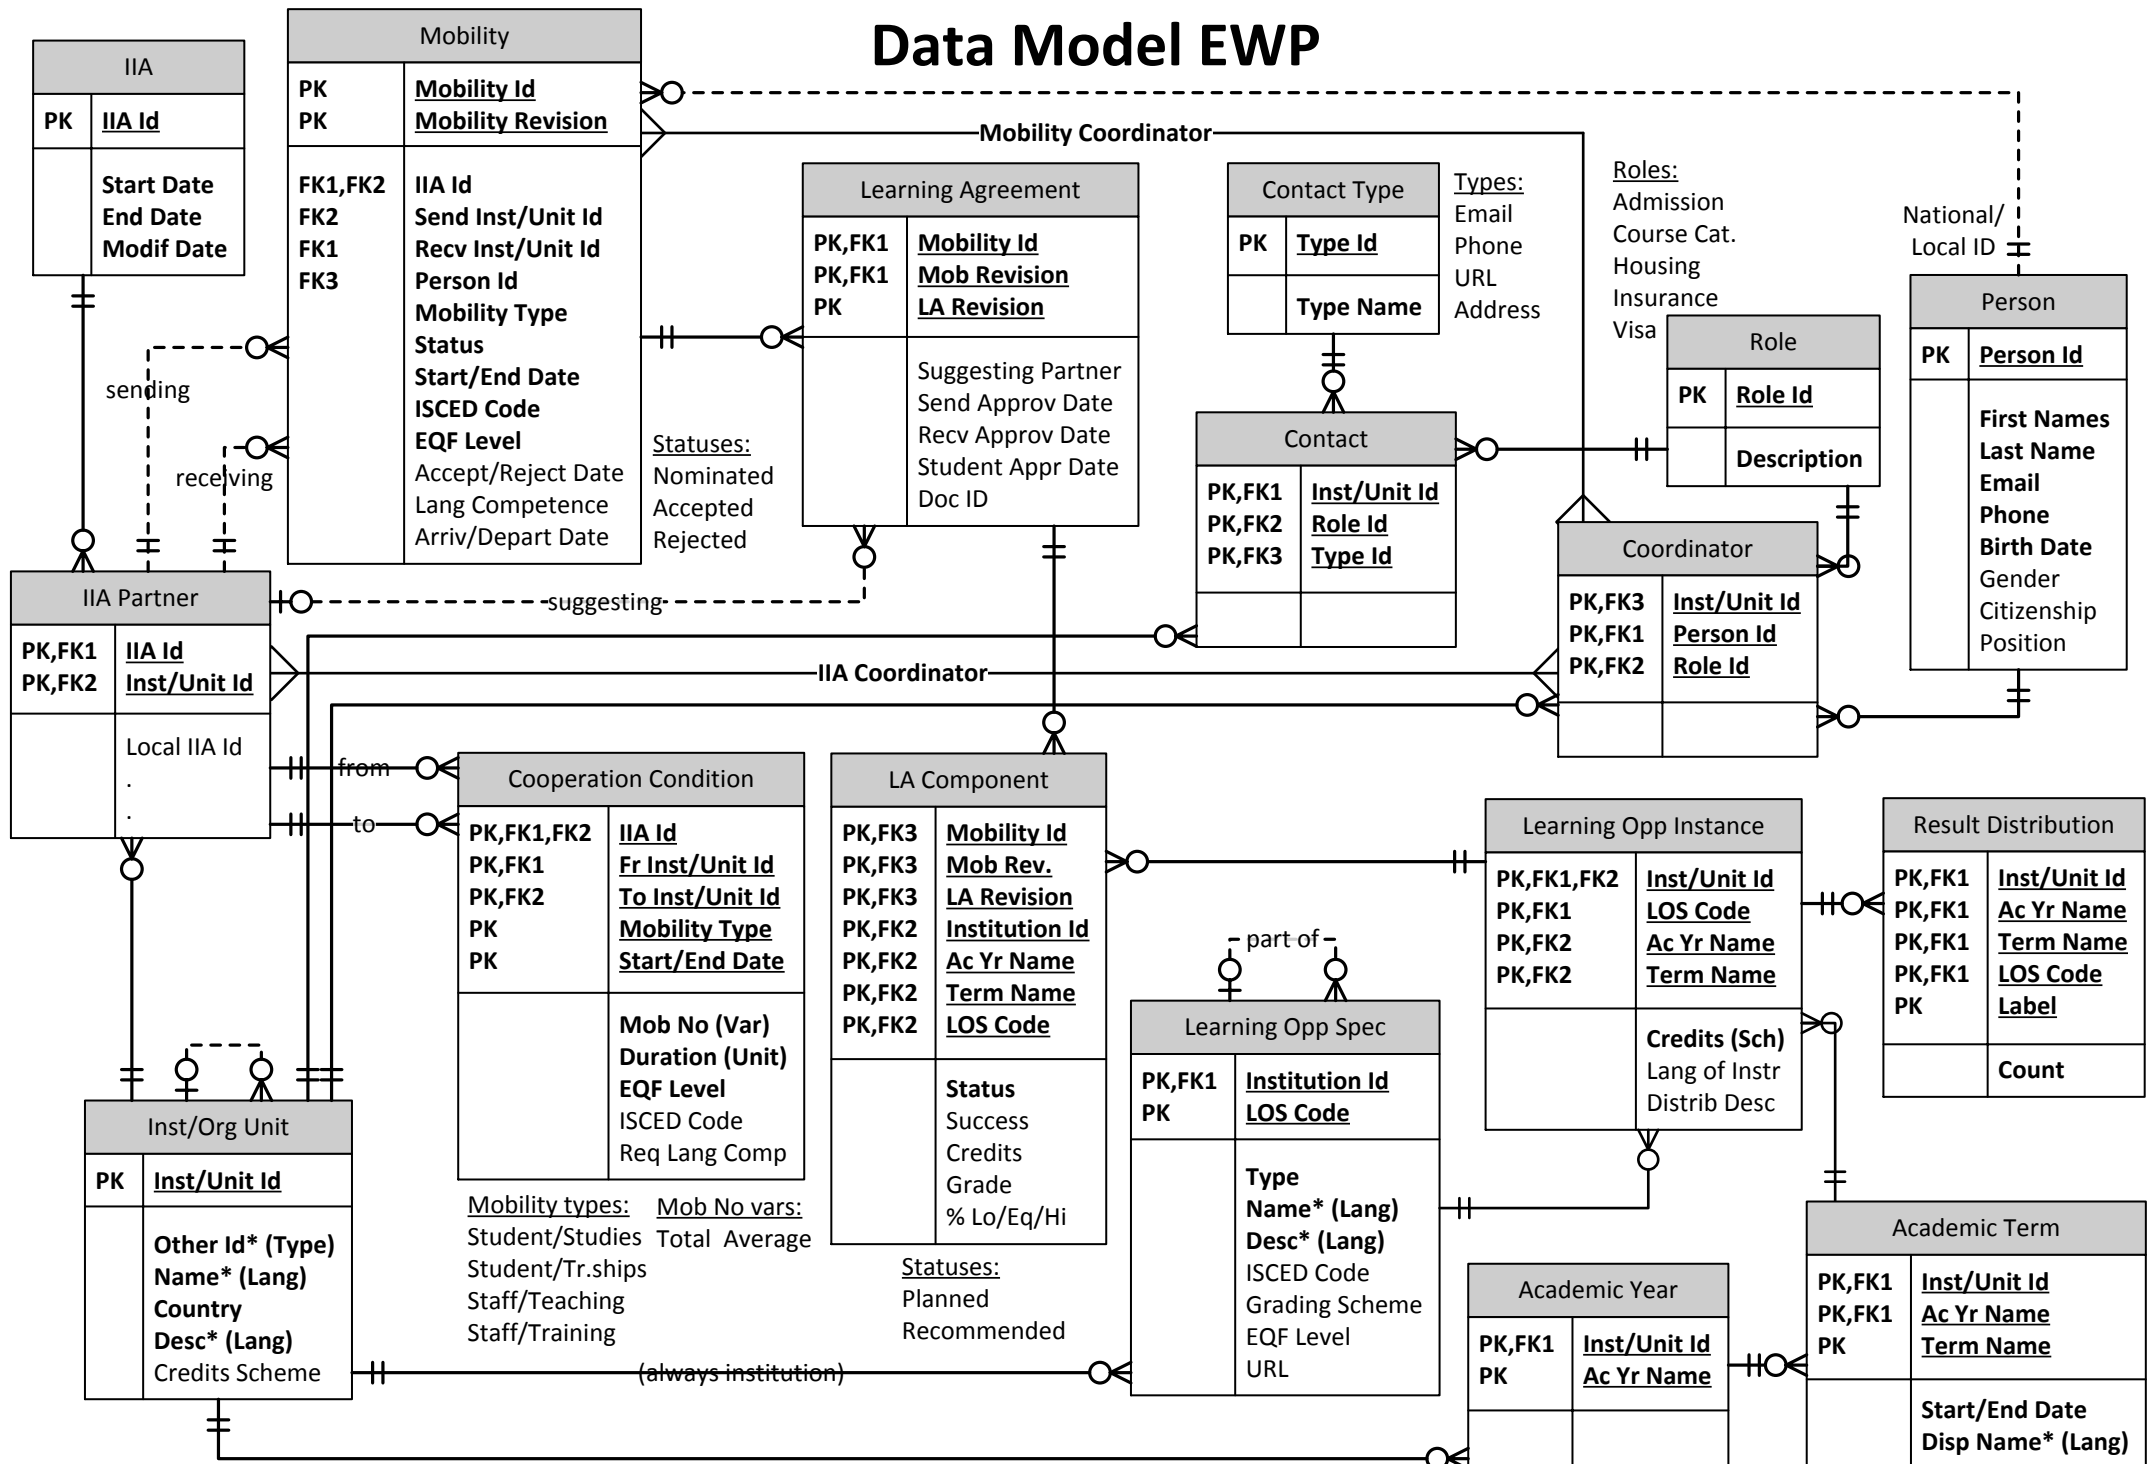 Data Model EWP
IIA
PK IIA Id
Start Date
End Date
Modif Date
Mobility
PK Mobility Id
PK Mobility Revision
FK1,FK2 IIA Id
FK2 Send Inst/Unit Id
FK1 Recv Inst/Unit Id
FK3 Person Id
Mobility Type
Status
Start/End Date
ISCED Code
EQF Level
Accept/Reject Date
Lang Competence
Arriv/Depart Date
Statuses:
Nominated
Accepted
Rejected
Mobility Coordinator
Learning Agreement
PK,FK1 Mobility Id
PK,FK1 Mob Revision
PK LA Revision
Suggesting Partner
Send Approv Date
Recv Approv Date
Student Appr Date
Doc ID
Contact Type
PK Type Id
Type Name
Types:
Email
Phone
URL
Address
Roles:
Admission
Course Cat.
Housing
Insurance
Visa
Role
PK Role Id
Description
National/
Local ID
Person
PK Person Id
First Names
Last Name
Email
Phone
Birth Date
Gender
Citizenship
Position
Contact
PK,FK1 Inst/Unit Id
PK,FK2 Role Id
PK,FK3 Type Id
Coordinator
PK,FK3 Inst/Unit Id
PK,FK1 Person Id
PK,FK2 Role Id
sending
receiving
suggesting
IIA Coordinator
IIA Partner
PK,FK1 IIA Id
PK,FK2 Inst/Unit Id
Local IIA Id
.
.
from
to
Cooperation Condition
PK,FK1,FK2 IIA Id
PK,FK1 Fr Inst/Unit Id
PK,FK2 To Inst/Unit Id
PK Mobility Type
PK Start/End Date
Mob No (Var)
Duration (Unit)
EQF Level
ISCED Code
Req Lang Comp
Mobility types:
Student/Studies
Student/Tr.ships
Staff/Teaching
Staff/Training
Mob No vars:
Total Average
LA Component
PK,FK3 Mobility Id
PK,FK3 Mob Rev.
PK,FK3 LA Revision
PK,FK2 Institution Id
PK,FK2 Ac Yr Name
PK,FK2 Term Name
PK,FK2 LOS Code
Status
Success
Credits
Grade
% Lo/Eq/Hi
Statuses:
Planned
Recommended
part of
Learning Opp Spec
PK,FK1 Institution Id
PK LOS Code
Type
Name* (Lang)
Desc* (Lang)
ISCED Code
Grading Scheme
EQF Level
URL
Learning Opp Instance
PK,FK1,FK2 Inst/Unit Id
PK,FK1 LOS Code
PK,FK2 Ac Yr Name
PK,FK2 Term Name
Credits (Sch)
Lang of Instr
Distrib Desc
Result Distribution
PK,FK1 Inst/Unit Id
PK,FK1 Ac Yr Name
PK,FK1 Term Name
PK,FK1 LOS Code
PK Label
Count
Inst/Org Unit
PK Inst/Unit Id
Other Id* (Type)
Name* (Lang)
Country
Desc* (Lang)
Credits Scheme
(always institution)
Academic Year
PK,FK1 Inst/Unit Id
PK Ac Yr Name
Academic Term
PK,FK1 Inst/Unit Id
PK,FK1 Ac Yr Name
PK Term Name
Start/End Date
Disp Name* (Lang)